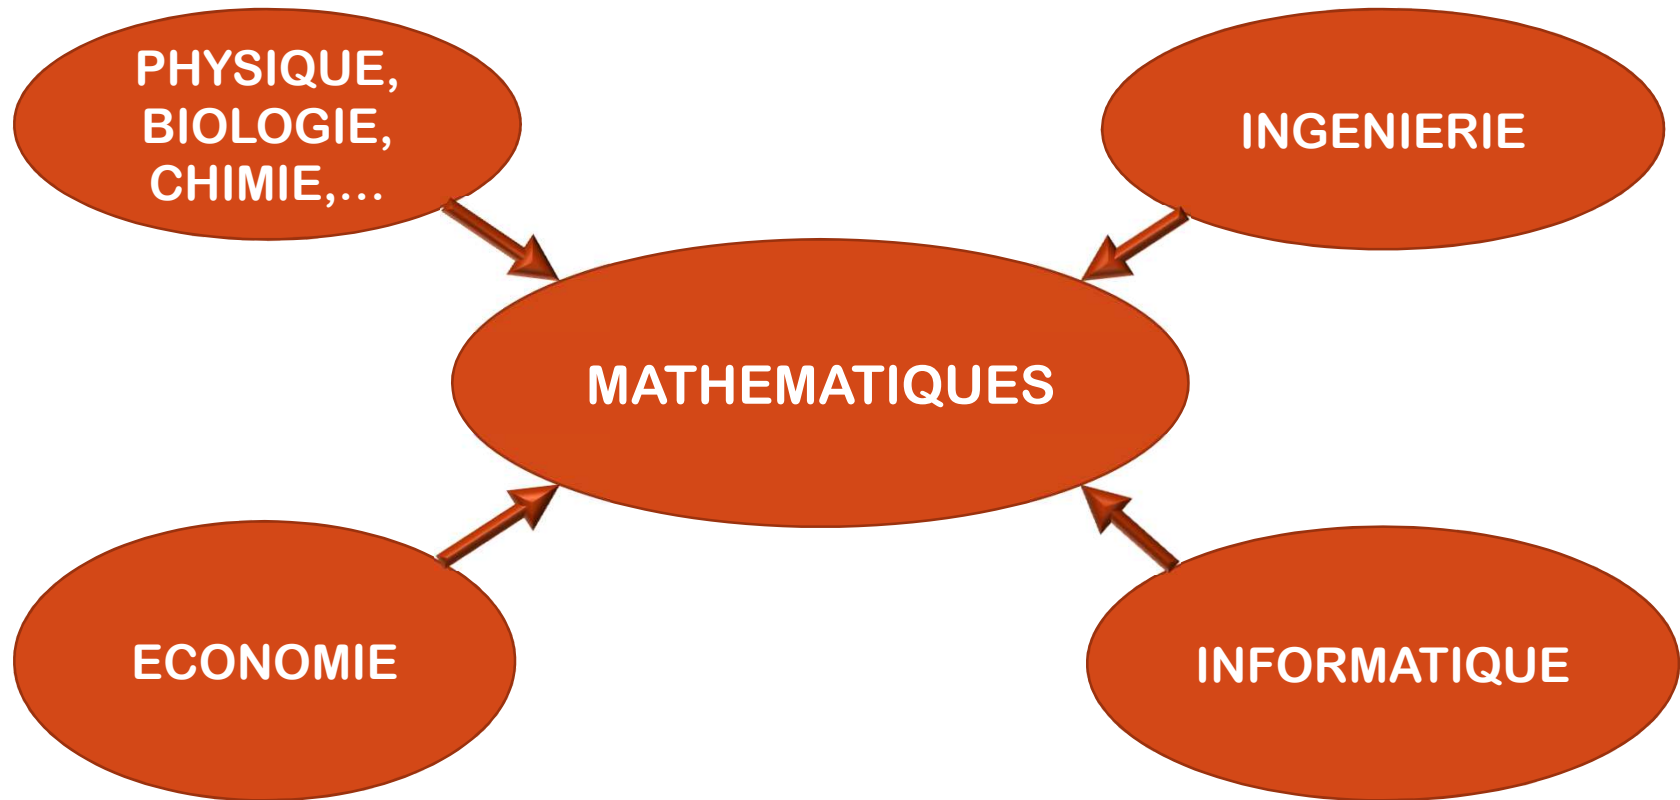 PHYSIQUE,
BIOLOGIE,
CHIMIE,...
INGENIERIE
MATHEMATIQUES
ECONOMIE
INFORMATIQUE